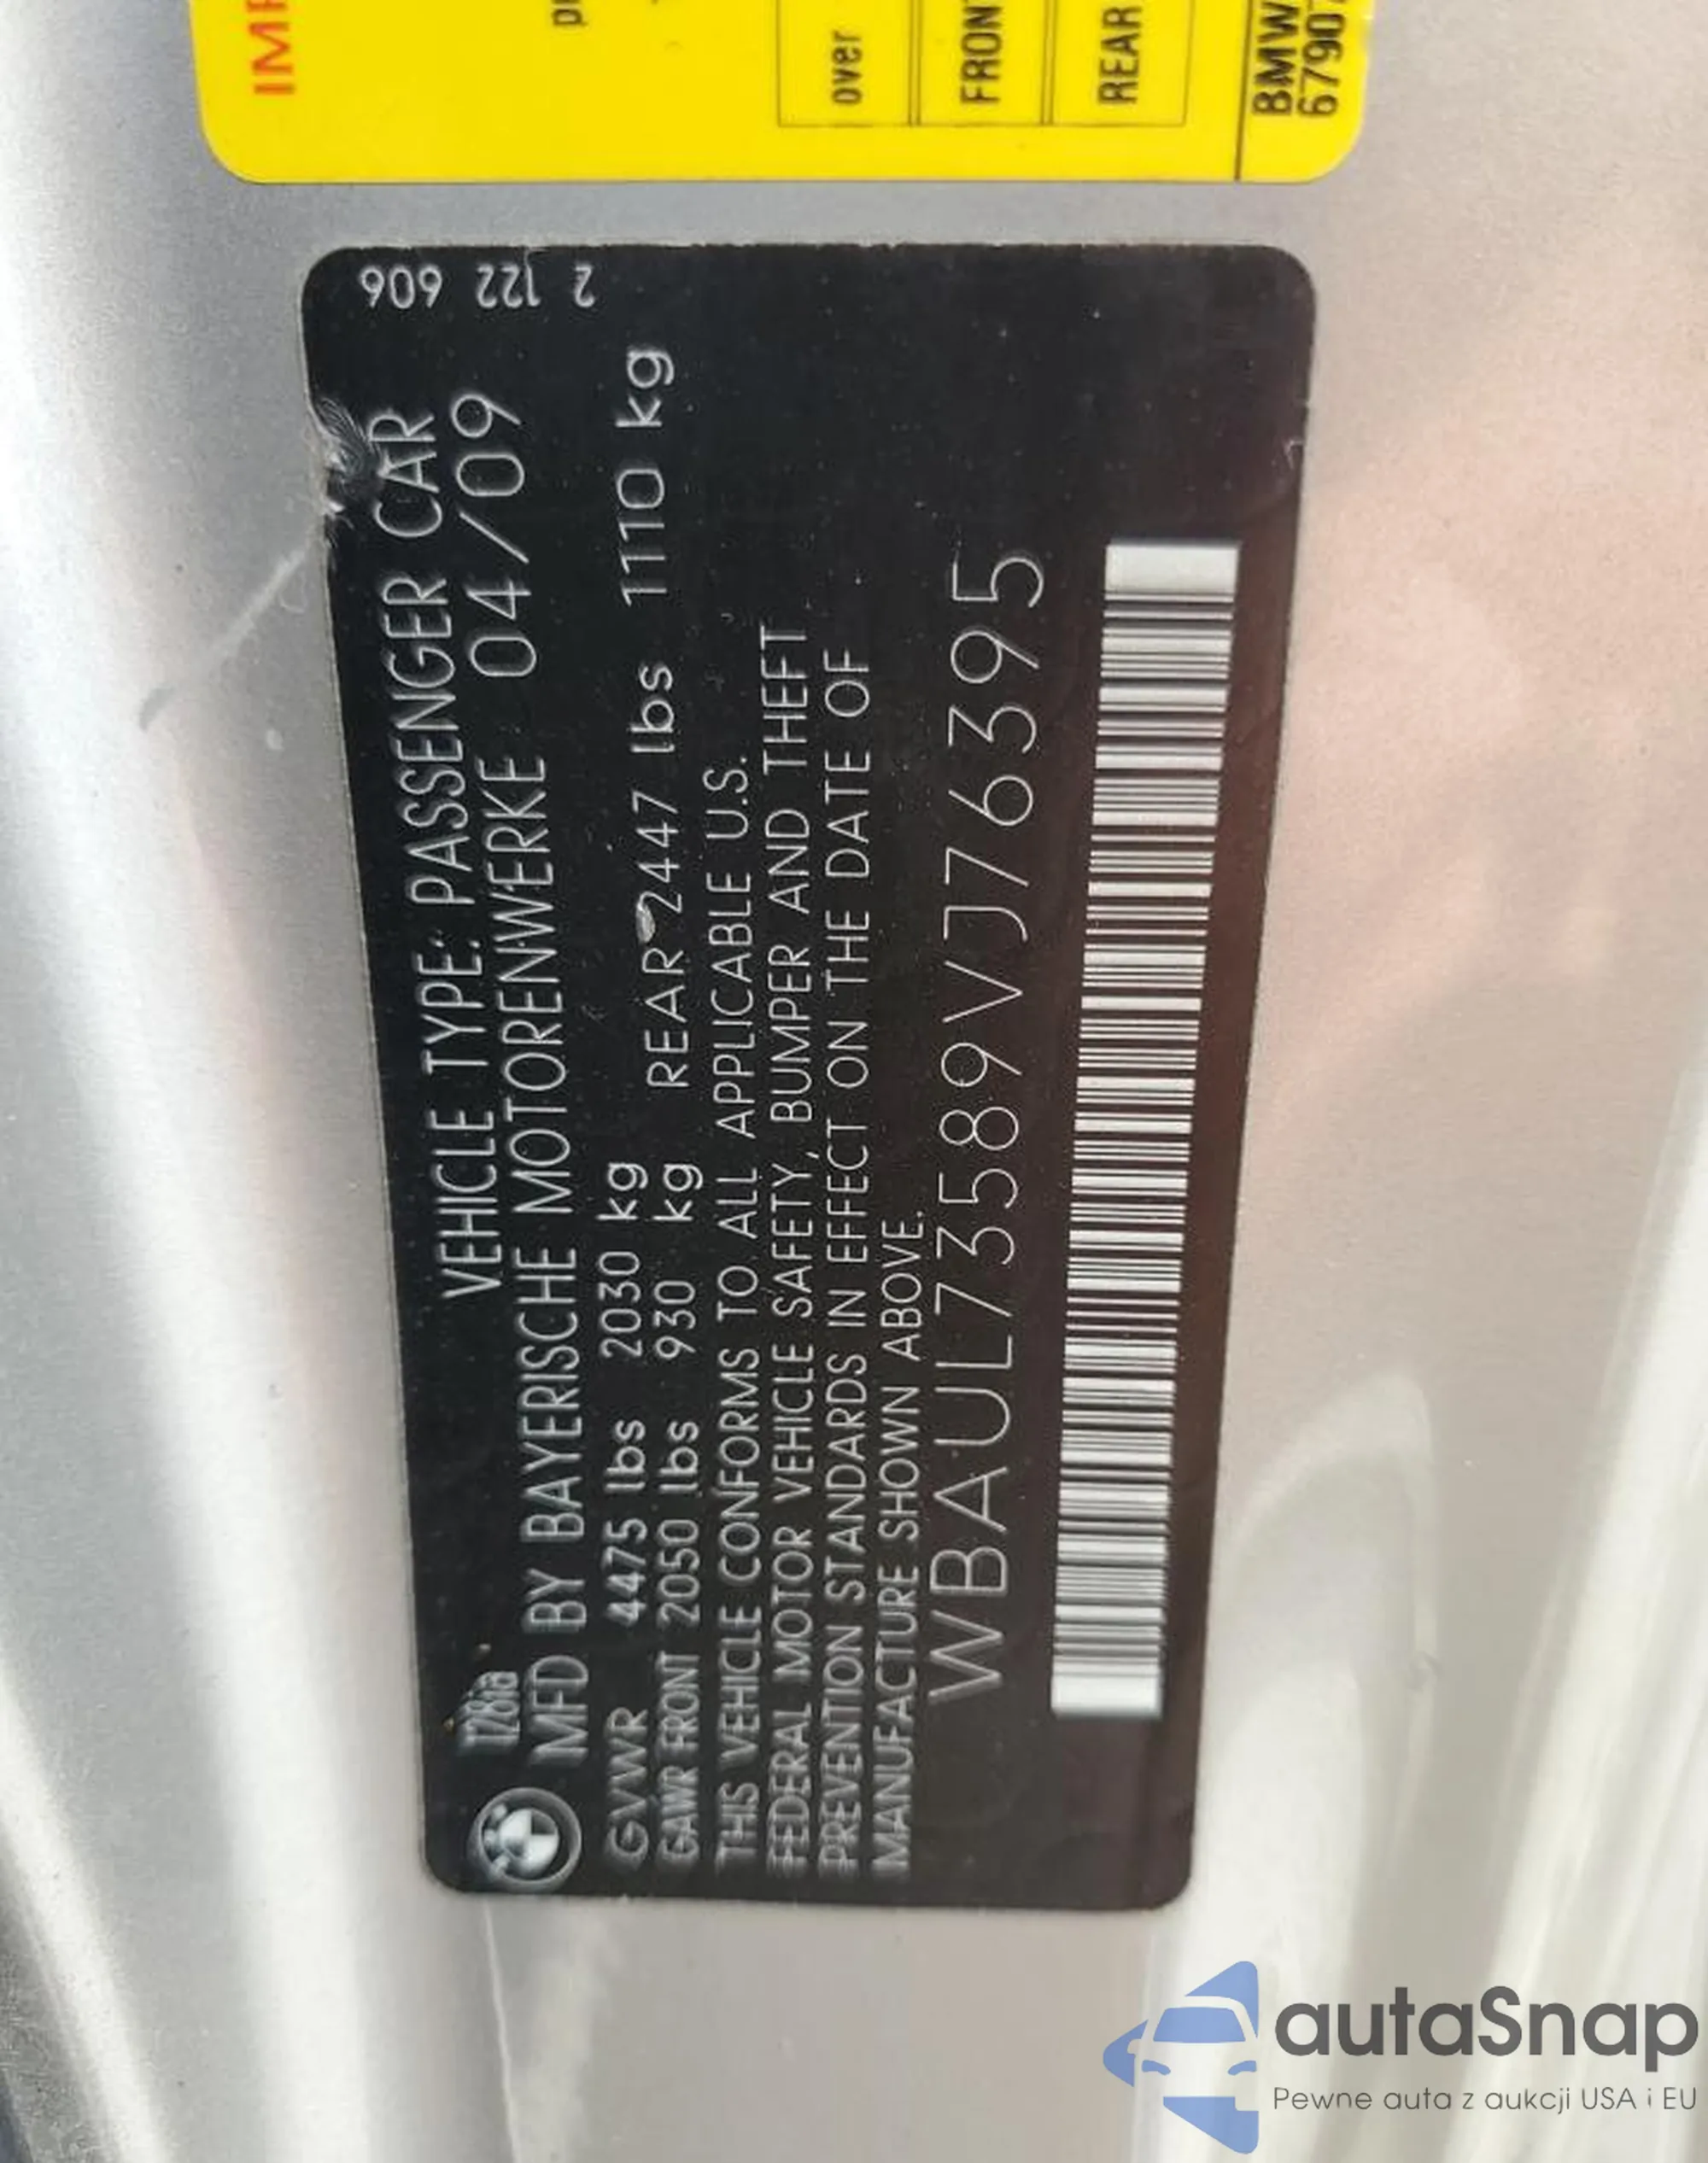 128ia VEHICLE TYPE: PASSENGER CAR
MFD BY BAYERISCHE MOTORENWERKE 04/09
GVWR 4475 lbs 2030 kg
GAWR FRONT 2050 lbs 930 kg REAR 2447 lbs 1110 kg
THIS VEHICLE CONFORMS TO ALL APPLICABLE U.S.
FEDERAL MOTOR VEHICLE SAFETY, BUMPER AND THEFT
PREVENTION STANDARDS IN EFFECT ON THE DATE OF
MANUFACTURE SHOWN ABOVE.
WBAUL73589VJ76395
2 122 606
over
FRONT
REAR
BMW
6790
autaSnap
Pewne auta z aukcji USA i EU